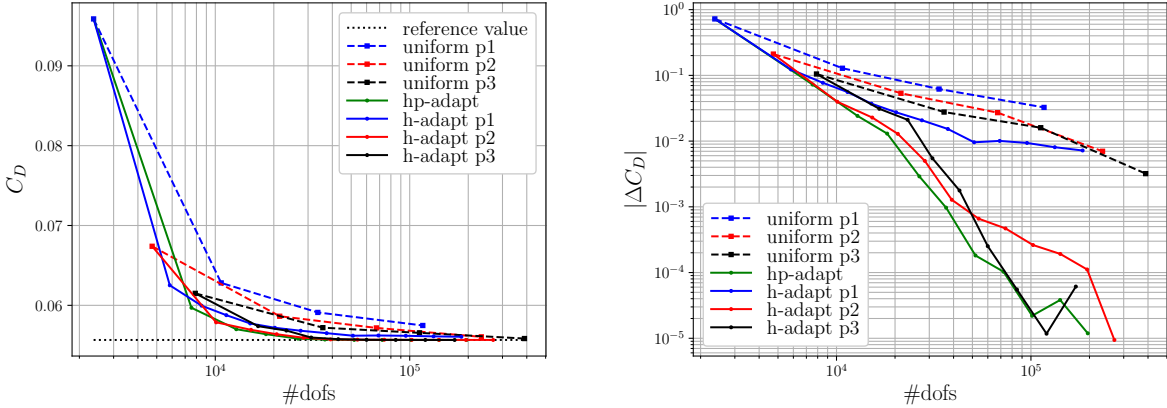 reference value
uniform p1
uniform p2
uniform p3
hp-adapt
h-adapt p1
h-adapt p2
h-adapt p3
0.09
0.08
0.07
0.06
C_D
10^4
10^5
#dofs
10^0
10^{-1}
10^{-2}
10^{-3}
10^{-4}
10^{-5}
|ΔC_D|
uniform p1
uniform p2
uniform p3
hp-adapt
h-adapt p1
h-adapt p2
h-adapt p3
10^4
10^5
#dofs